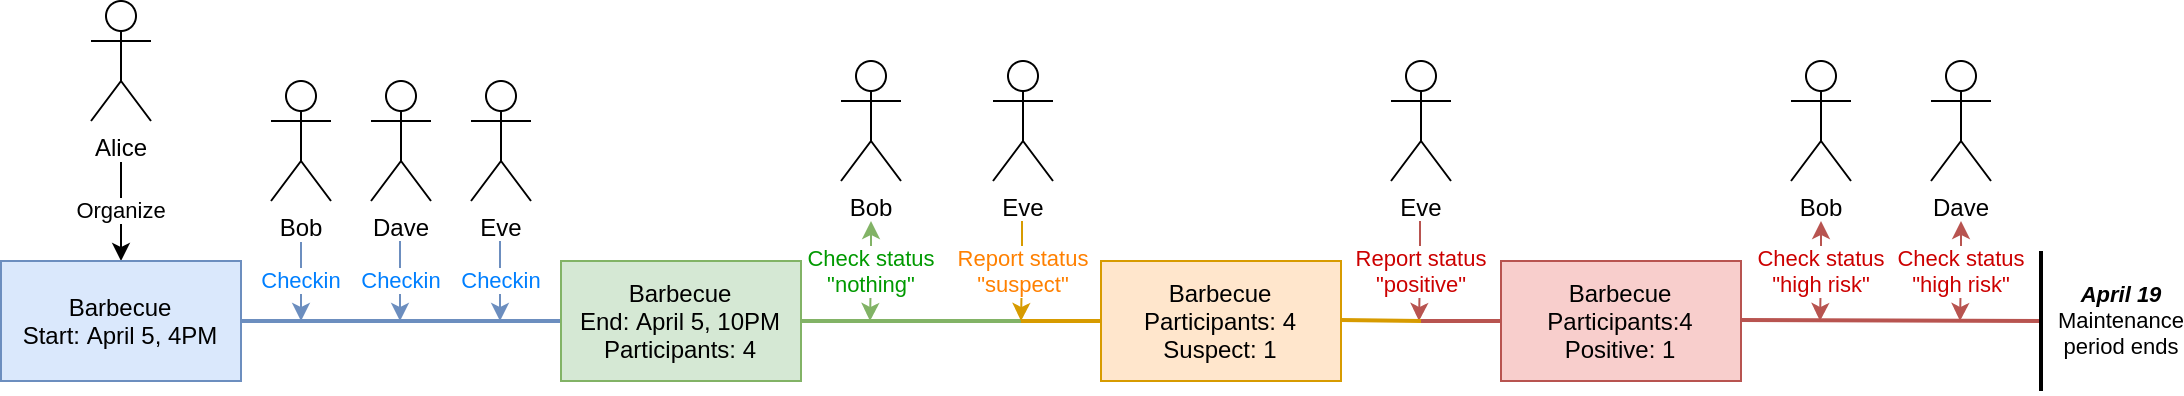 Alice
Organize
Barbecue
Start: April 5, 4PM
Bob
Checkin
Dave
Checkin
Eve
Checkin
Barbecue
End: April 5, 10PM
Participants: 4
Bob
Check status
"nothing"
Eve
Report status
"suspect"
Barbecue
Participants: 4
Suspect: 1
Eve
Report status
"positive"
Barbecue
Participants:4
Positive: 1
Bob
Check status
"high risk"
Dave
Check status
"high risk"
April 19
Maintenance
period ends